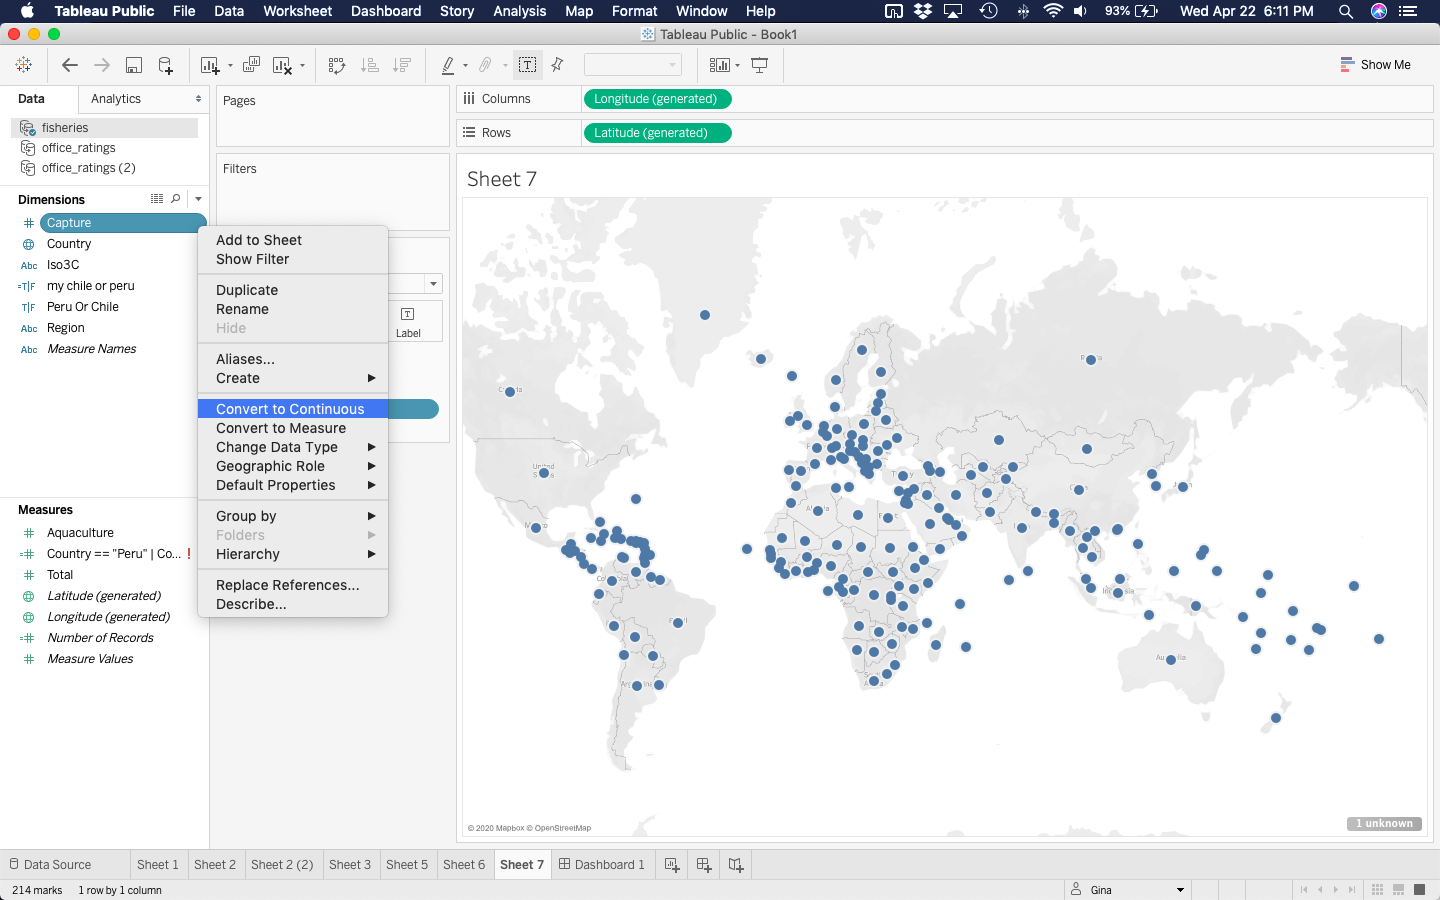 Tableau Public File Data Worksheet Dashboard Story Analysis Map Format Window Help 93% Wed Apr 22 6:11 PM
Tableau Public - Book1
Show Me
Data Analytics
Pages
Columns Longitude (generated)
fisheries
Rows Latitude (generated)
office_ratings
office_ratings (2)
Filters
Sheet 7
Dimensions
# Capture
Country
Abc Iso3C
=T|F my chile or peru
T|F Peru Or Chile
Abc Region
Abc Measure Names
Add to Sheet
Show Filter
Duplicate
Rename
Hide
Aliases...
Create
Convert to Continuous
Convert to Measure
Change Data Type
Geographic Role
Default Properties
Group by
Folders
Hierarchy
Replace References...
Describe...
T
Label
Measures
# Aquaculture
=# Country == "Peru" | Co... !
# Total
Latitude (generated)
Longitude (generated)
=# Number of Records
# Measure Values
© 2020 Mapbox © OpenStreetMap
1 unknown
Data Source Sheet 1 Sheet 2 Sheet 2 (2) Sheet 3 Sheet 5 Sheet 6 Sheet 7 Dashboard 1
214 marks 1 row by 1 column Gina